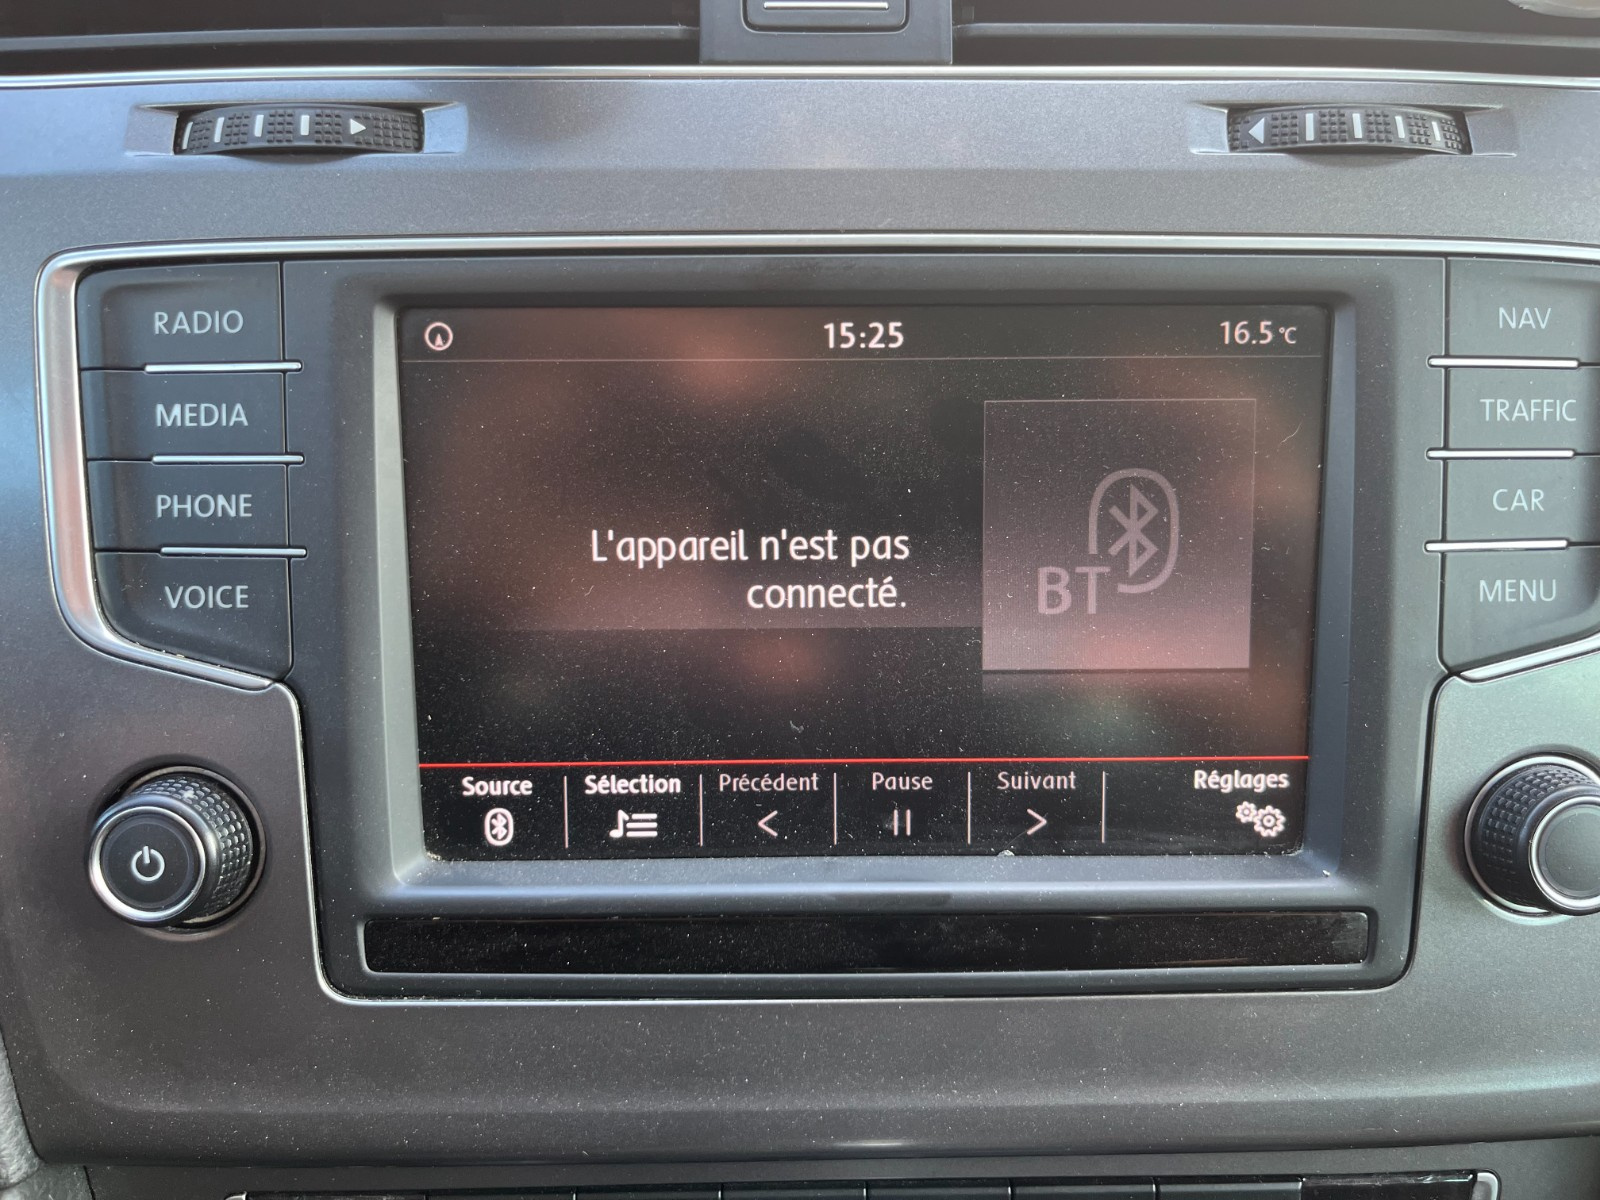 15:25
16.5 °C
RADIO
MEDIA
PHONE
VOICE
L'appareil n'est pas
connecté.
BT
NAV
TRAFFIC
CAR
MENU
Source
Sélection
Précédent
Pause
Suivant
Réglages